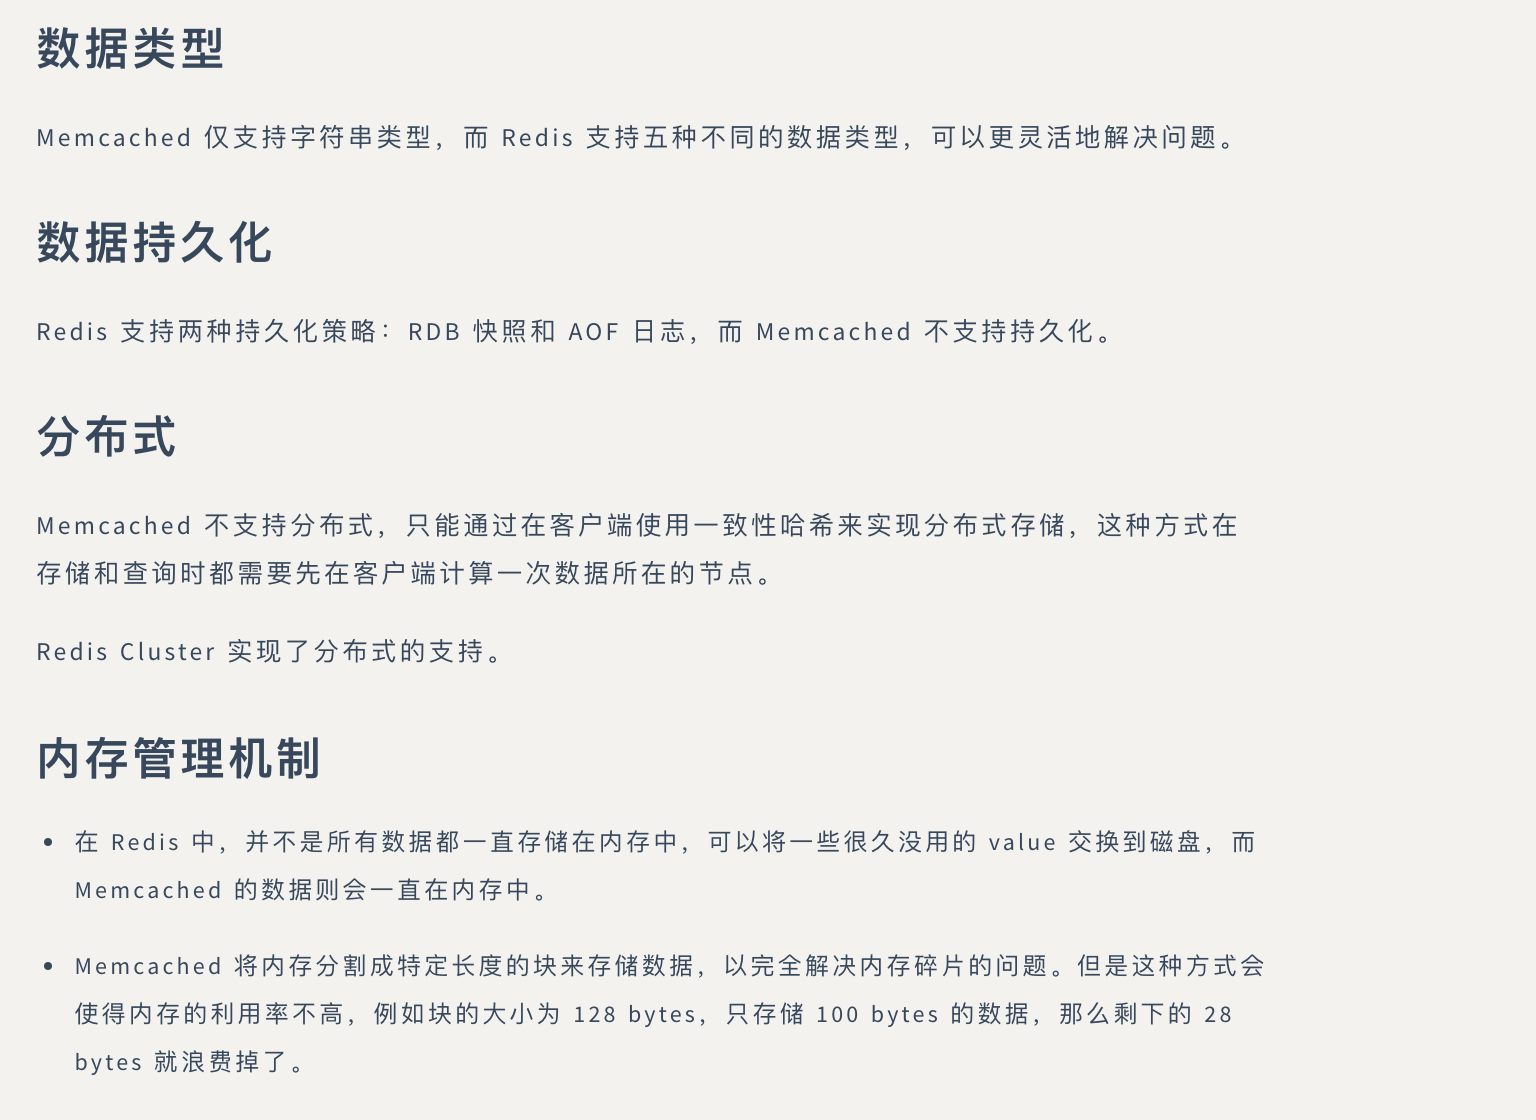 数据类型
Memcached 仅支持字符串类型，而 Redis 支持五种不同的数据类型，可以更灵活地解决问题。
数据持久化
Redis 支持两种持久化策略：RDB 快照和 AOF 日志，而 Memcached 不支持持久化。
分布式
Memcached 不支持分布式，只能通过在客户端使用一致性哈希来实现分布式存储，这种方式在
存储和查询时都需要先在客户端计算一次数据所在的节点。
Redis Cluster 实现了分布式的支持。
内存管理机制
• 在 Redis 中，并不是所有数据都一直存储在内存中，可以将一些很久没用的 value 交换到磁盘，而
Memcached 的数据则会一直在内存中。
• Memcached 将内存分割成特定长度的块来存储数据，以完全解决内存碎片的问题。但是这种方式会
使得内存的利用率不高，例如块的大小为 128 bytes，只存储 100 bytes 的数据，那么剩下的 28
bytes 就浪费掉了。